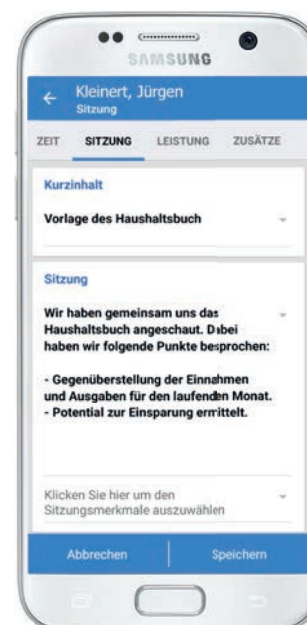 SAMSUNG
Kleinert, Jürgen
Sitzung
ZEIT SITZUNG LEISTUNG ZUSÄTZE
Kurzinhalt
Vorlage des Haushaltsbuch
Sitzung
Wir haben gemeinsam uns das
Haushaltsbuch angeschaut. Dabei
haben wir folgende Punkte besprochen:
- Gegenüberstellung der Einnahmen
und Ausgaben für den laufenden Monat.
- Potential zur Einsparung ermittelt.
Klicken Sie hier um den
Sitzungsmerkmale auszuwählen
Abbrechen Speichern